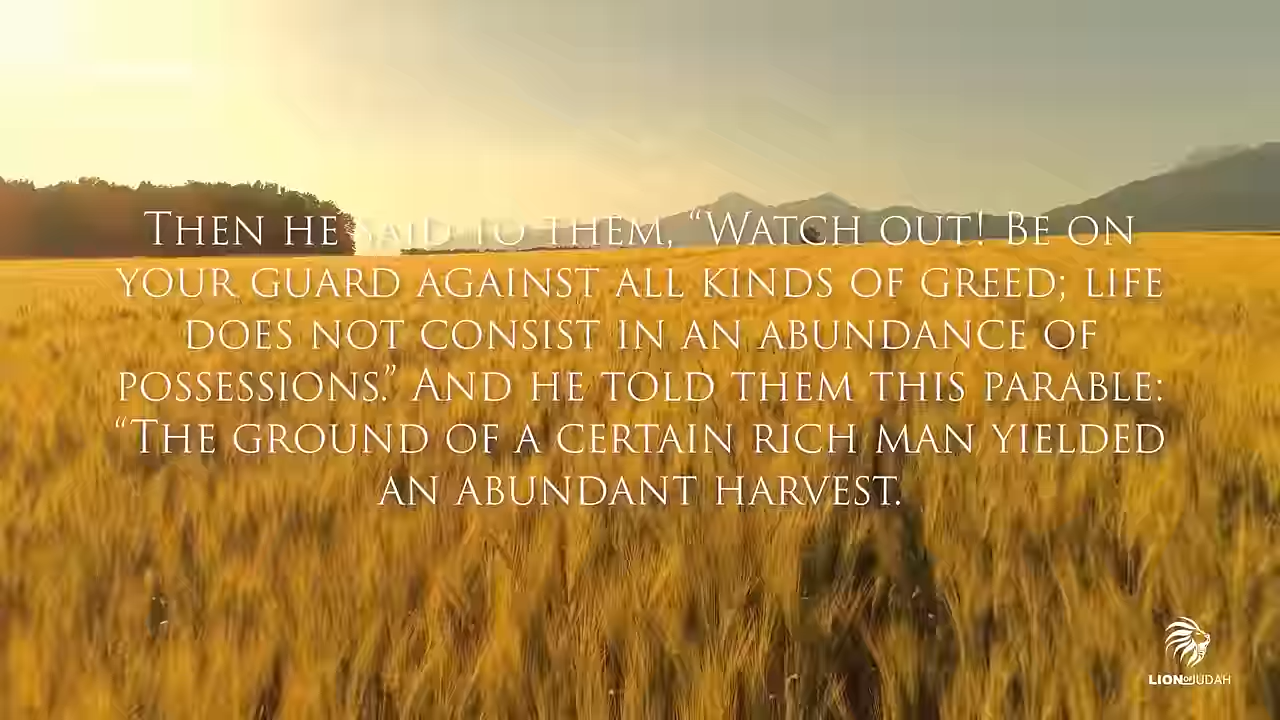 Then he said to them, “Watch out! Be on
your guard against all kinds of greed; life
does not consist in an abundance of
possessions.” And he told them this parable:
“The ground of a certain rich man yielded
an abundant harvest.
LION OF JUDAH